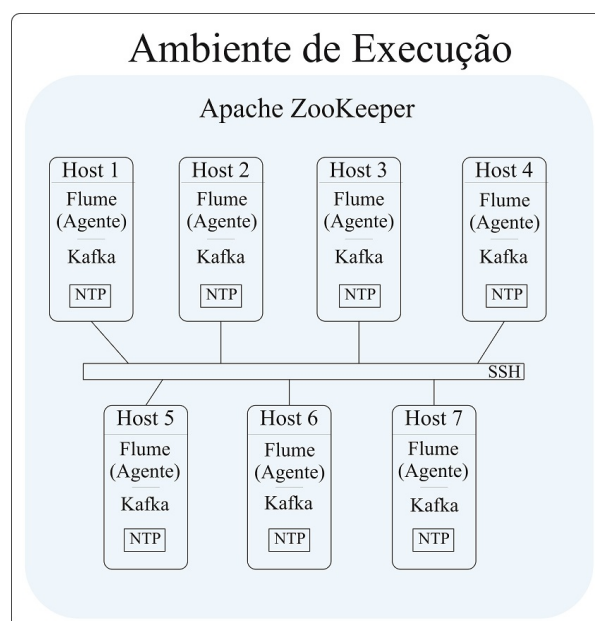 Ambiente de Execução
Apache ZooKeeper
Host 1
Flume
(Agente)
Kafka
NTP
Host 2
Flume
(Agente)
Kafka
NTP
Host 3
Flume
(Agente)
Kafka
NTP
Host 4
Flume
(Agente)
Kafka
NTP
SSH
Host 5
Flume
(Agente)
Kafka
NTP
Host 6
Flume
(Agente)
Kafka
NTP
Host 7
Flume
(Agente)
Kafka
NTP